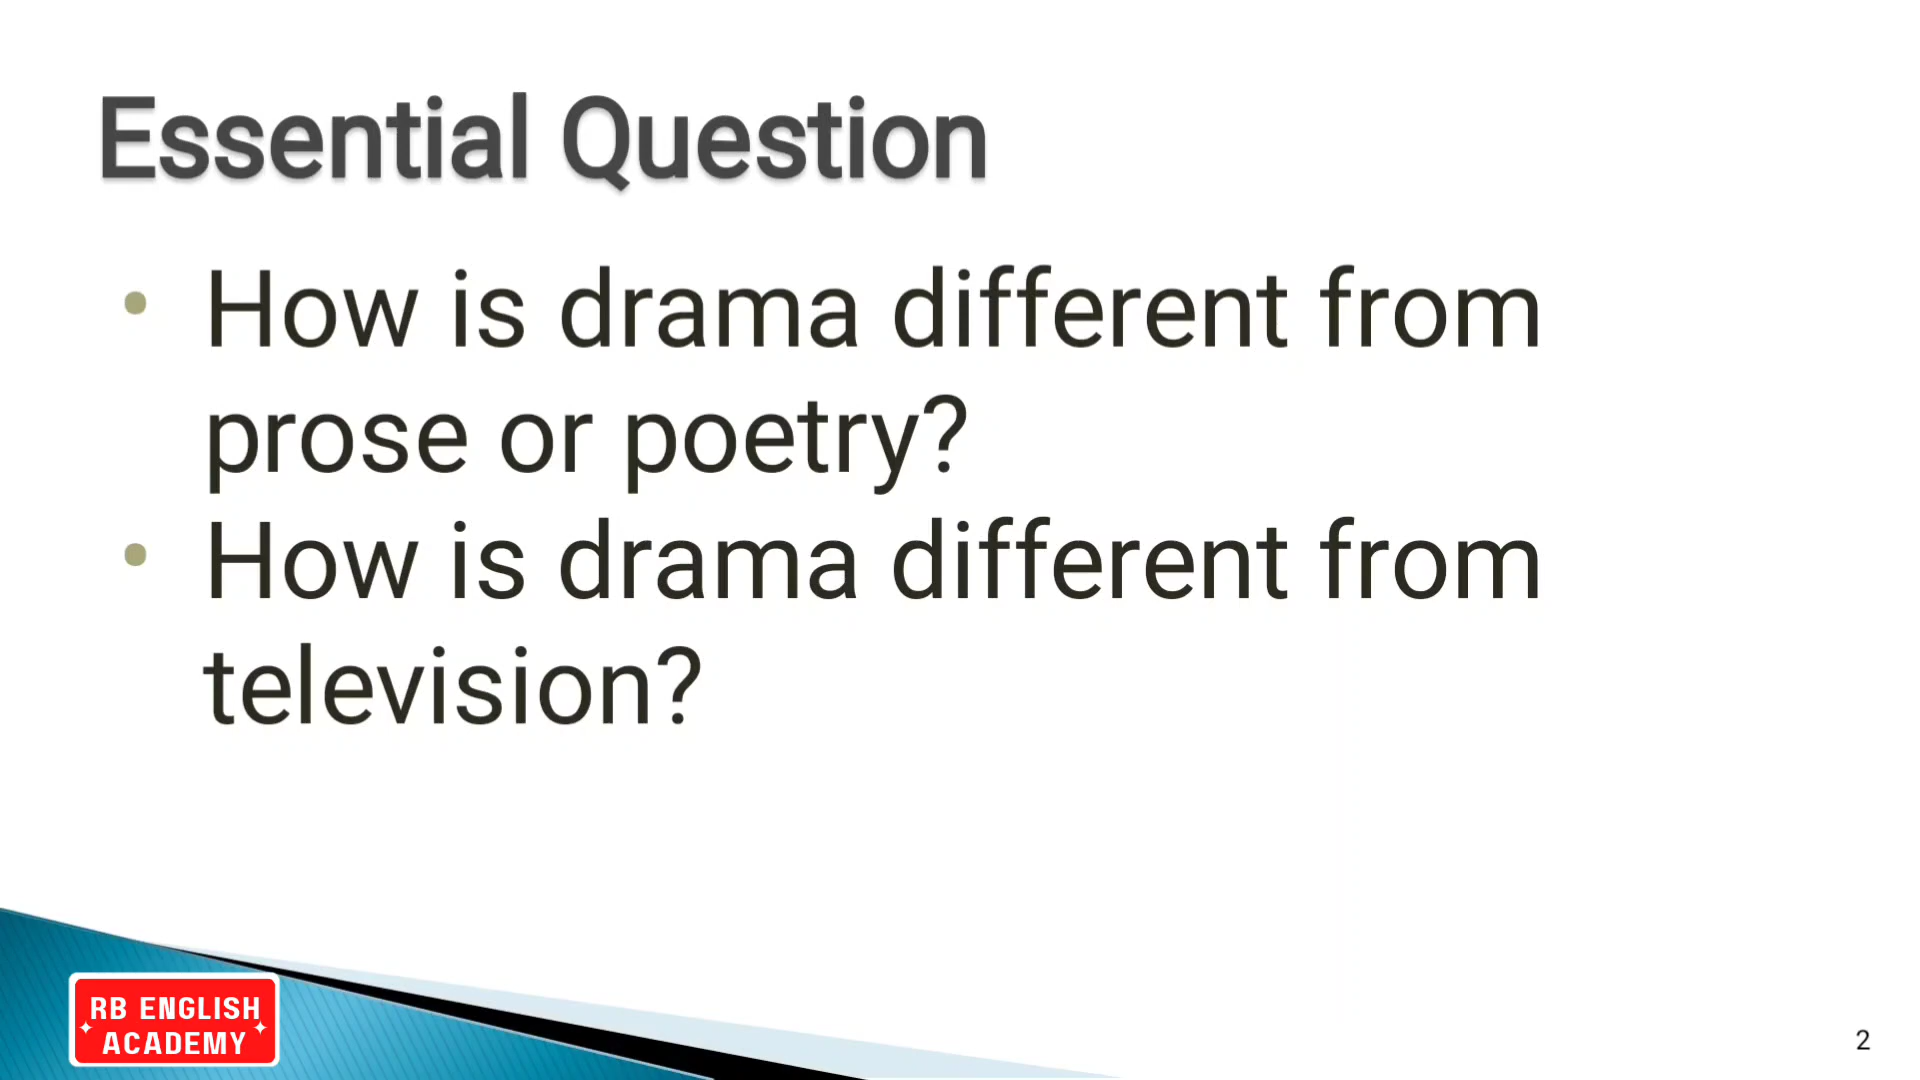 Essential Question
• How is drama different from
prose or poetry?
• How is drama different from
television?
RB ENGLISH
ACADEMY
2